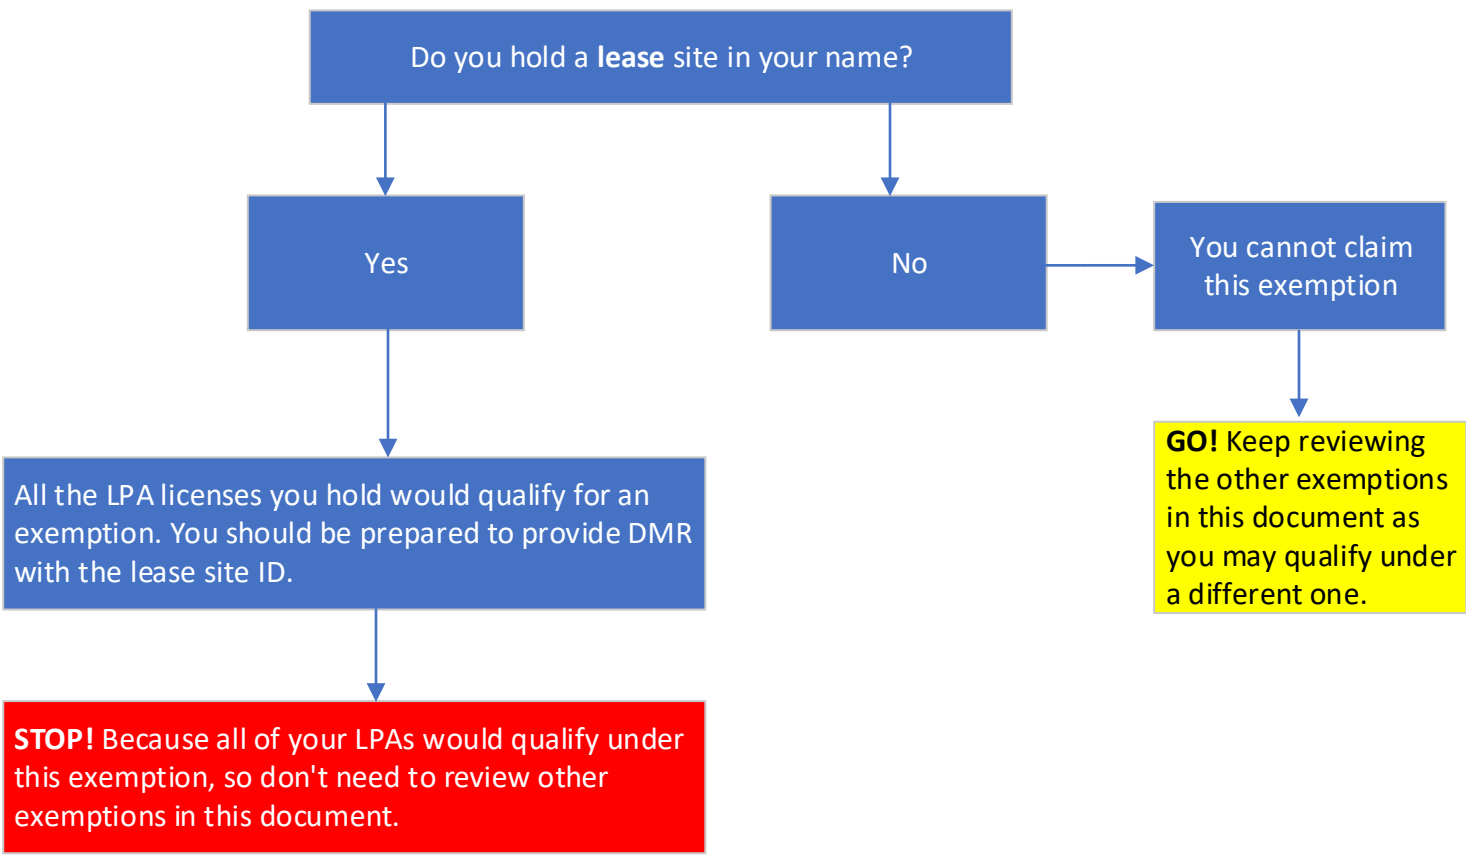 Do you hold a lease site in your name?
Yes
No
You cannot claim
this exemption
All the LPA licenses you hold would qualify for an
exemption. You should be prepared to provide DMR
with the lease site ID.
GO! Keep reviewing
the other exemptions
in this document as
you may qualify under
a different one.
STOP! Because all of your LPAs would qualify under
this exemption, so don't need to review other
exemptions in this document.